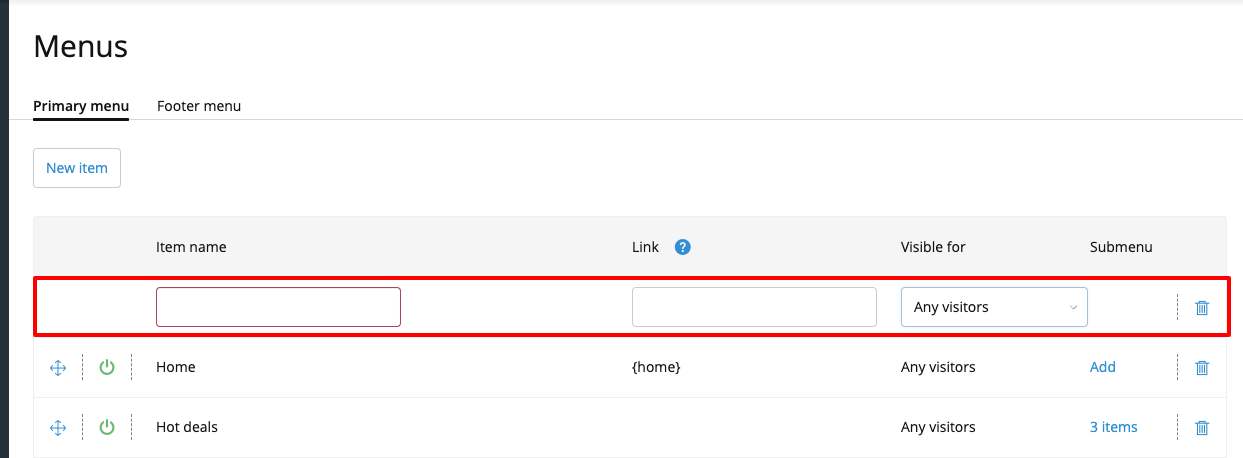 Menus
Primary menu Footer menu
New item
Item name Link ? Visible for Submenu
Any visitors
Home {home} Any visitors Add
Hot deals Any visitors 3 items